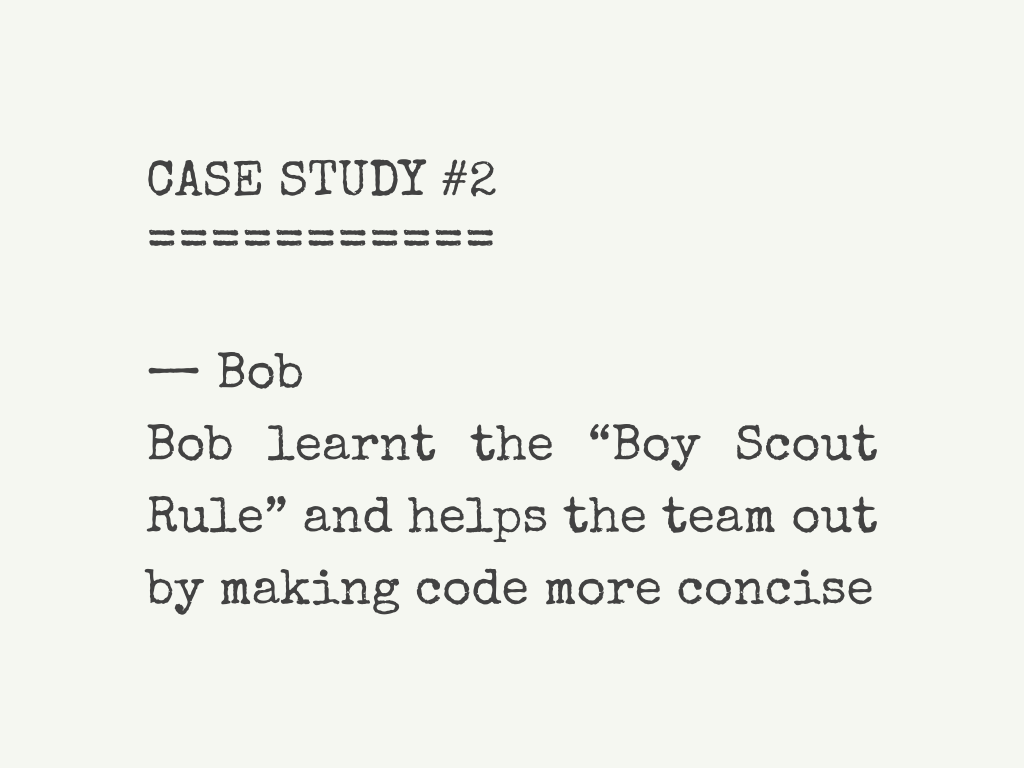 CASE STUDY #2
===========
— Bob
Bob learnt the “Boy Scout
Rule” and helps the team out
by making code more concise